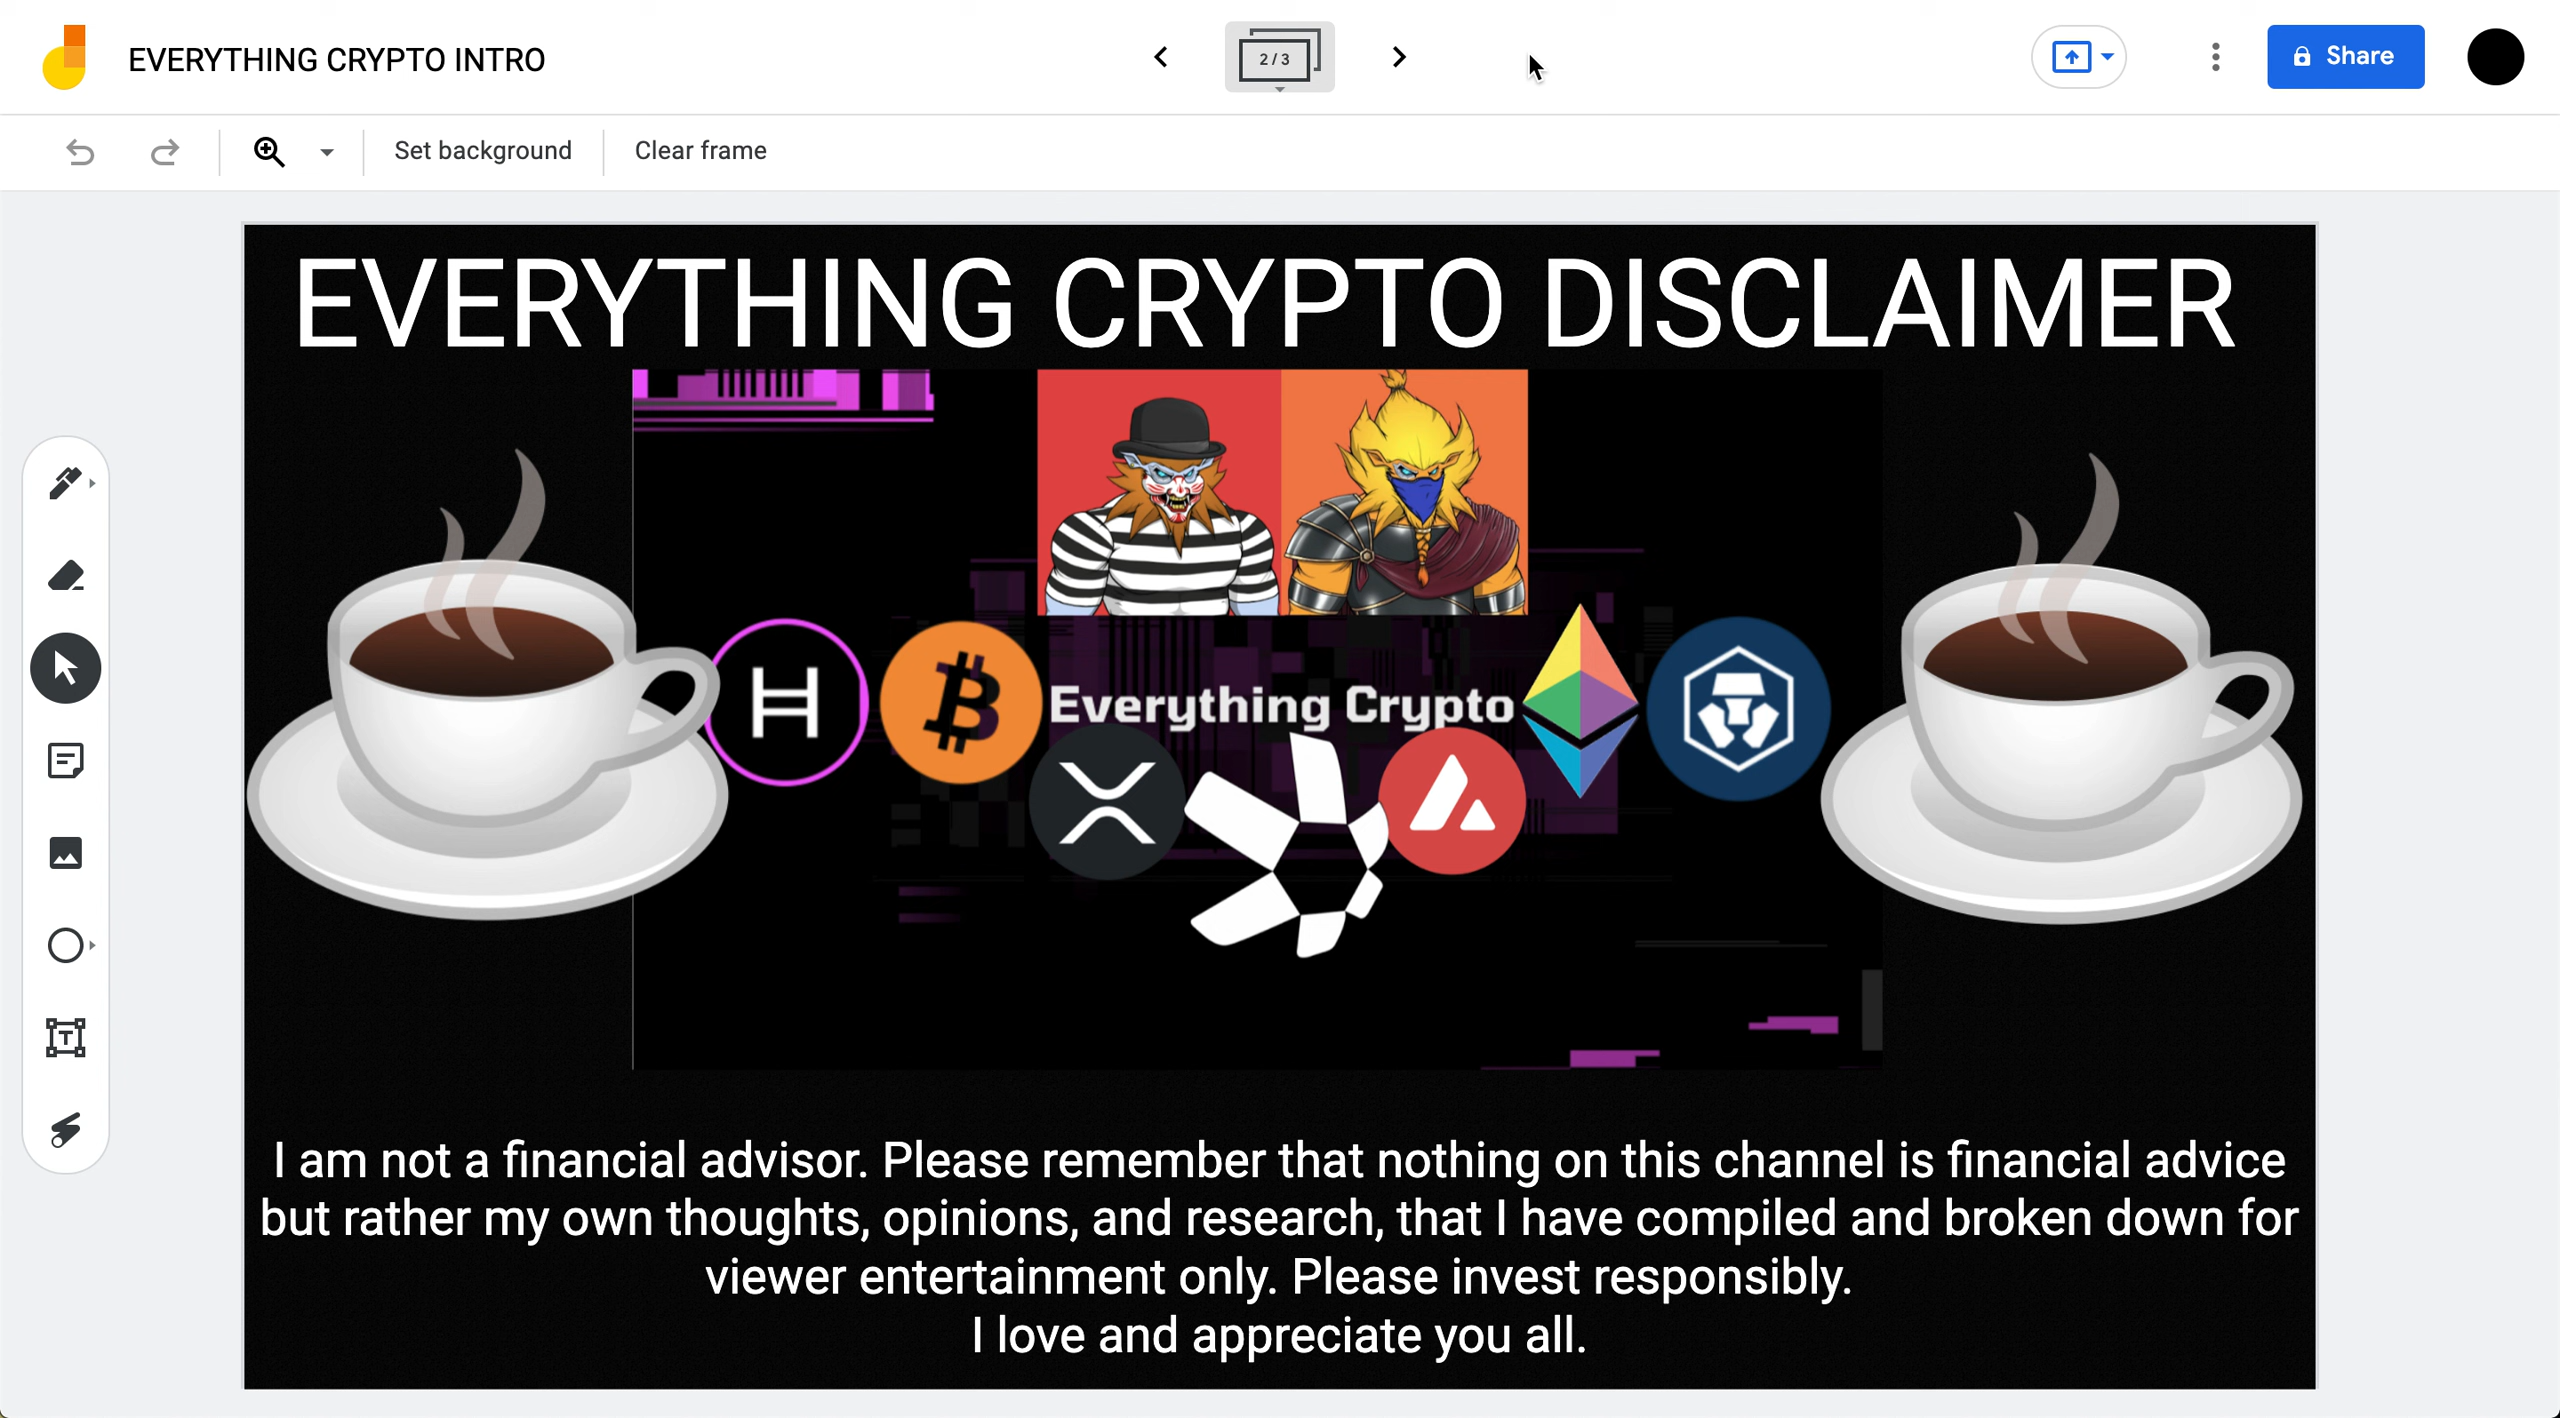 EVERYTHING CRYPTO INTRO
2 / 3
Share
Set background
Clear frame
EVERYTHING CRYPTO DISCLAIMER
Everything Crypto
I am not a financial advisor. Please remember that nothing on this channel is financial advice
but rather my own thoughts, opinions, and research, that I have compiled and broken down for
viewer entertainment only. Please invest responsibly.
I love and appreciate you all.